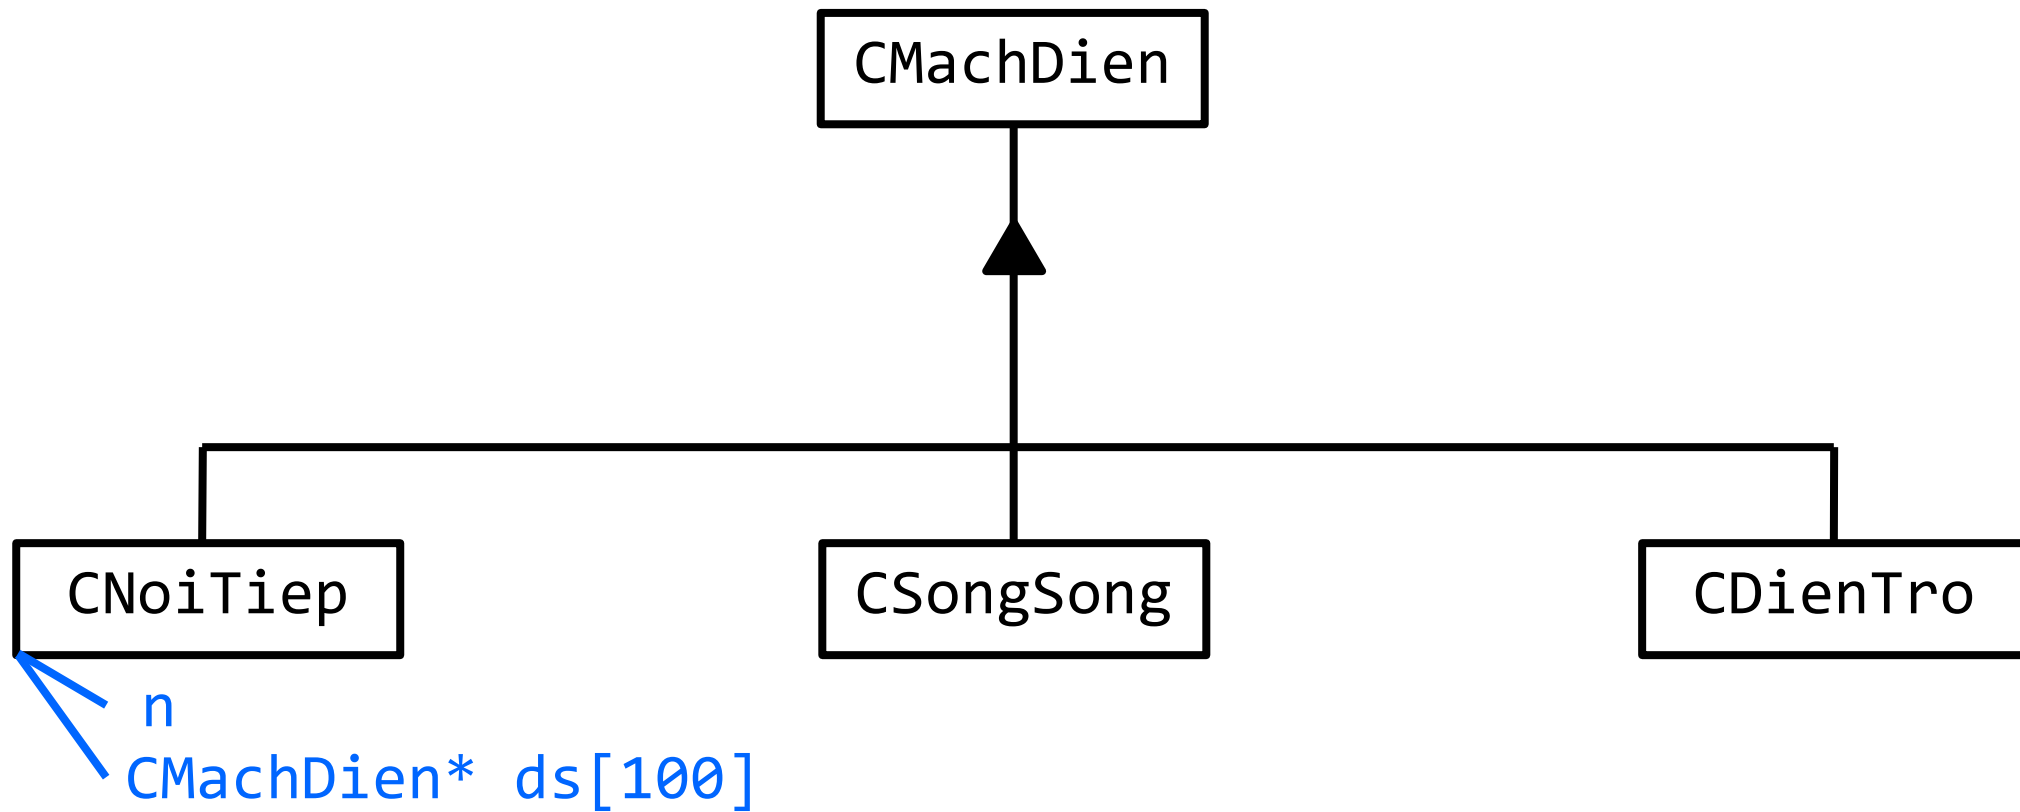 CMachDien
CNoiTiep
CSongSong
CDienTro
n
CMachDien* ds[100]